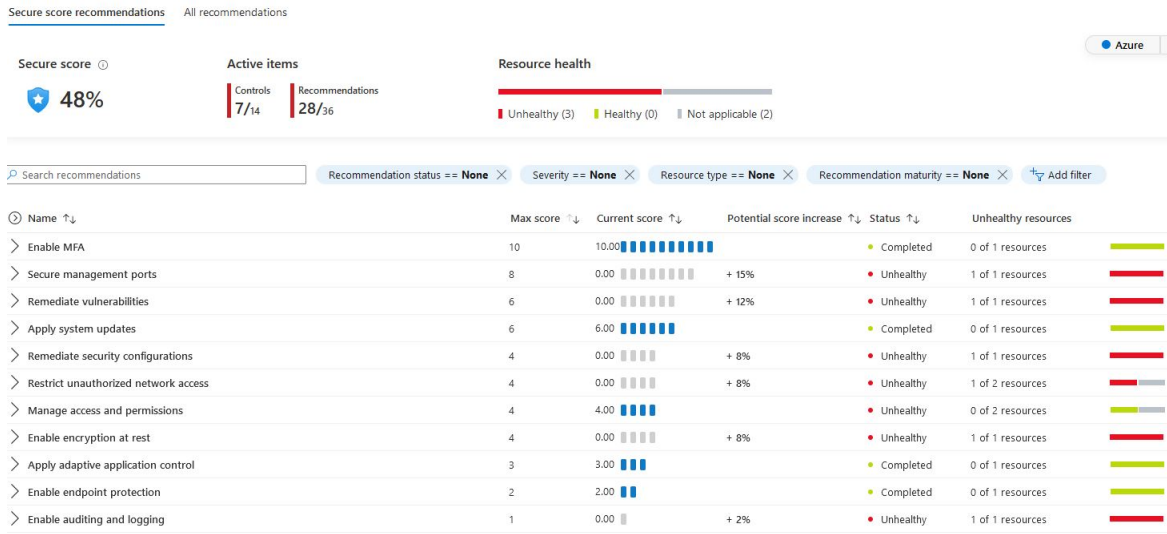 Secure score recommendations All recommendations
Azure
Secure score Active items Resource health
48% Controls 7/14 Recommendations 28/36
Unhealthy (3) Healthy (0) Not applicable (2)
Search recommendations Recommendation status == None Severity == None Resource type == None Recommendation maturity == None Add filter
Name Max score Current score Potential score increase Status Unhealthy resources
Enable MFA 10 10.00 Completed 0 of 1 resources
Secure management ports 8 0.00 + 15% Unhealthy 1 of 1 resources
Remediate vulnerabilities 6 0.00 + 12% Unhealthy 1 of 1 resources
Apply system updates 6 6.00 Completed 0 of 1 resources
Remediate security configurations 4 0.00 + 8% Unhealthy 1 of 1 resources
Restrict unauthorized network access 4 0.00 + 8% Unhealthy 1 of 2 resources
Manage access and permissions 4 4.00 Unhealthy 0 of 2 resources
Enable encryption at rest 4 0.00 + 8% Unhealthy 1 of 1 resources
Apply adaptive application control 3 3.00 Completed 0 of 1 resources
Enable endpoint protection 2 2.00 Completed 0 of 1 resources
Enable auditing and logging 1 0.00 + 2% Unhealthy 1 of 1 resources